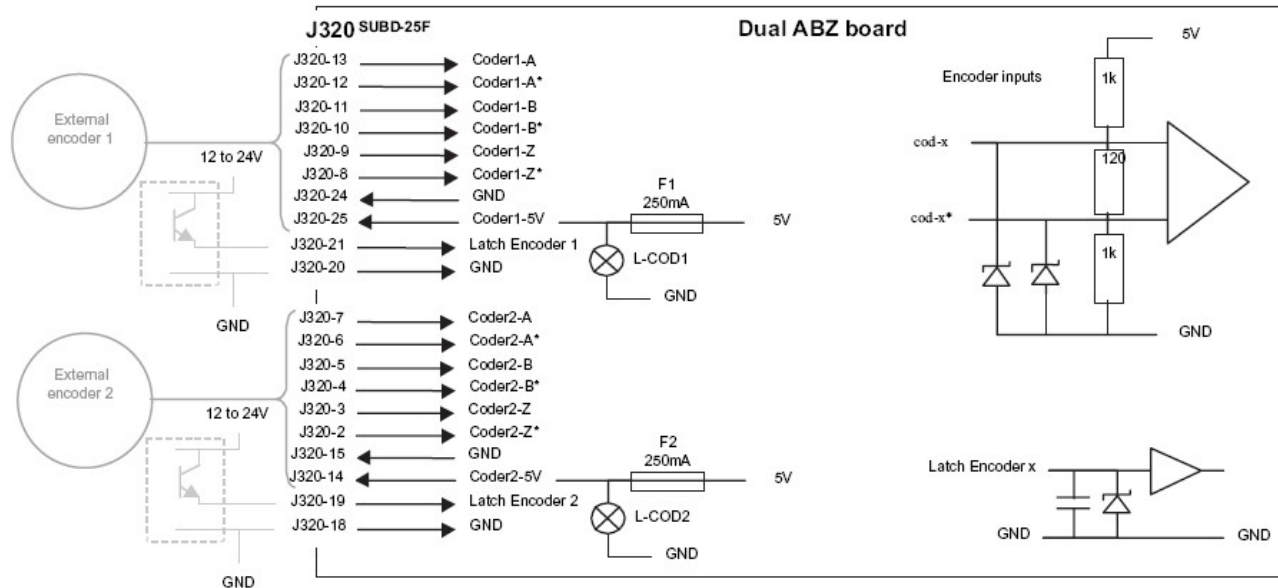 J320 SUBD-25F
Dual ABZ board
J320-13 Coder1-A
J320-12 Coder1-A*
J320-11 Coder1-B
J320-10 Coder1-B*
J320-9 Coder1-Z
J320-8 Coder1-Z*
J320-24 GND
J320-25 Coder1-5V
J320-21 Latch Encoder 1
J320-20 GND
External
encoder 1
12 to 24V
GND
F1
250mA
5V
L-COD1
GND
J320-7 Coder2-A
J320-6 Coder2-A*
J320-5 Coder2-B
J320-4 Coder2-B*
J320-3 Coder2-Z
J320-2 Coder2-Z*
J320-15 GND
J320-14 Coder2-5V
J320-19 Latch Encoder 2
J320-18 GND
External
encoder 2
12 to 24V
GND
F2
250mA
5V
L-COD2
GND
Encoder inputs
5V
1k
cod-x
120
cod-x*
1k
GND
Latch Encoder x
GND GND